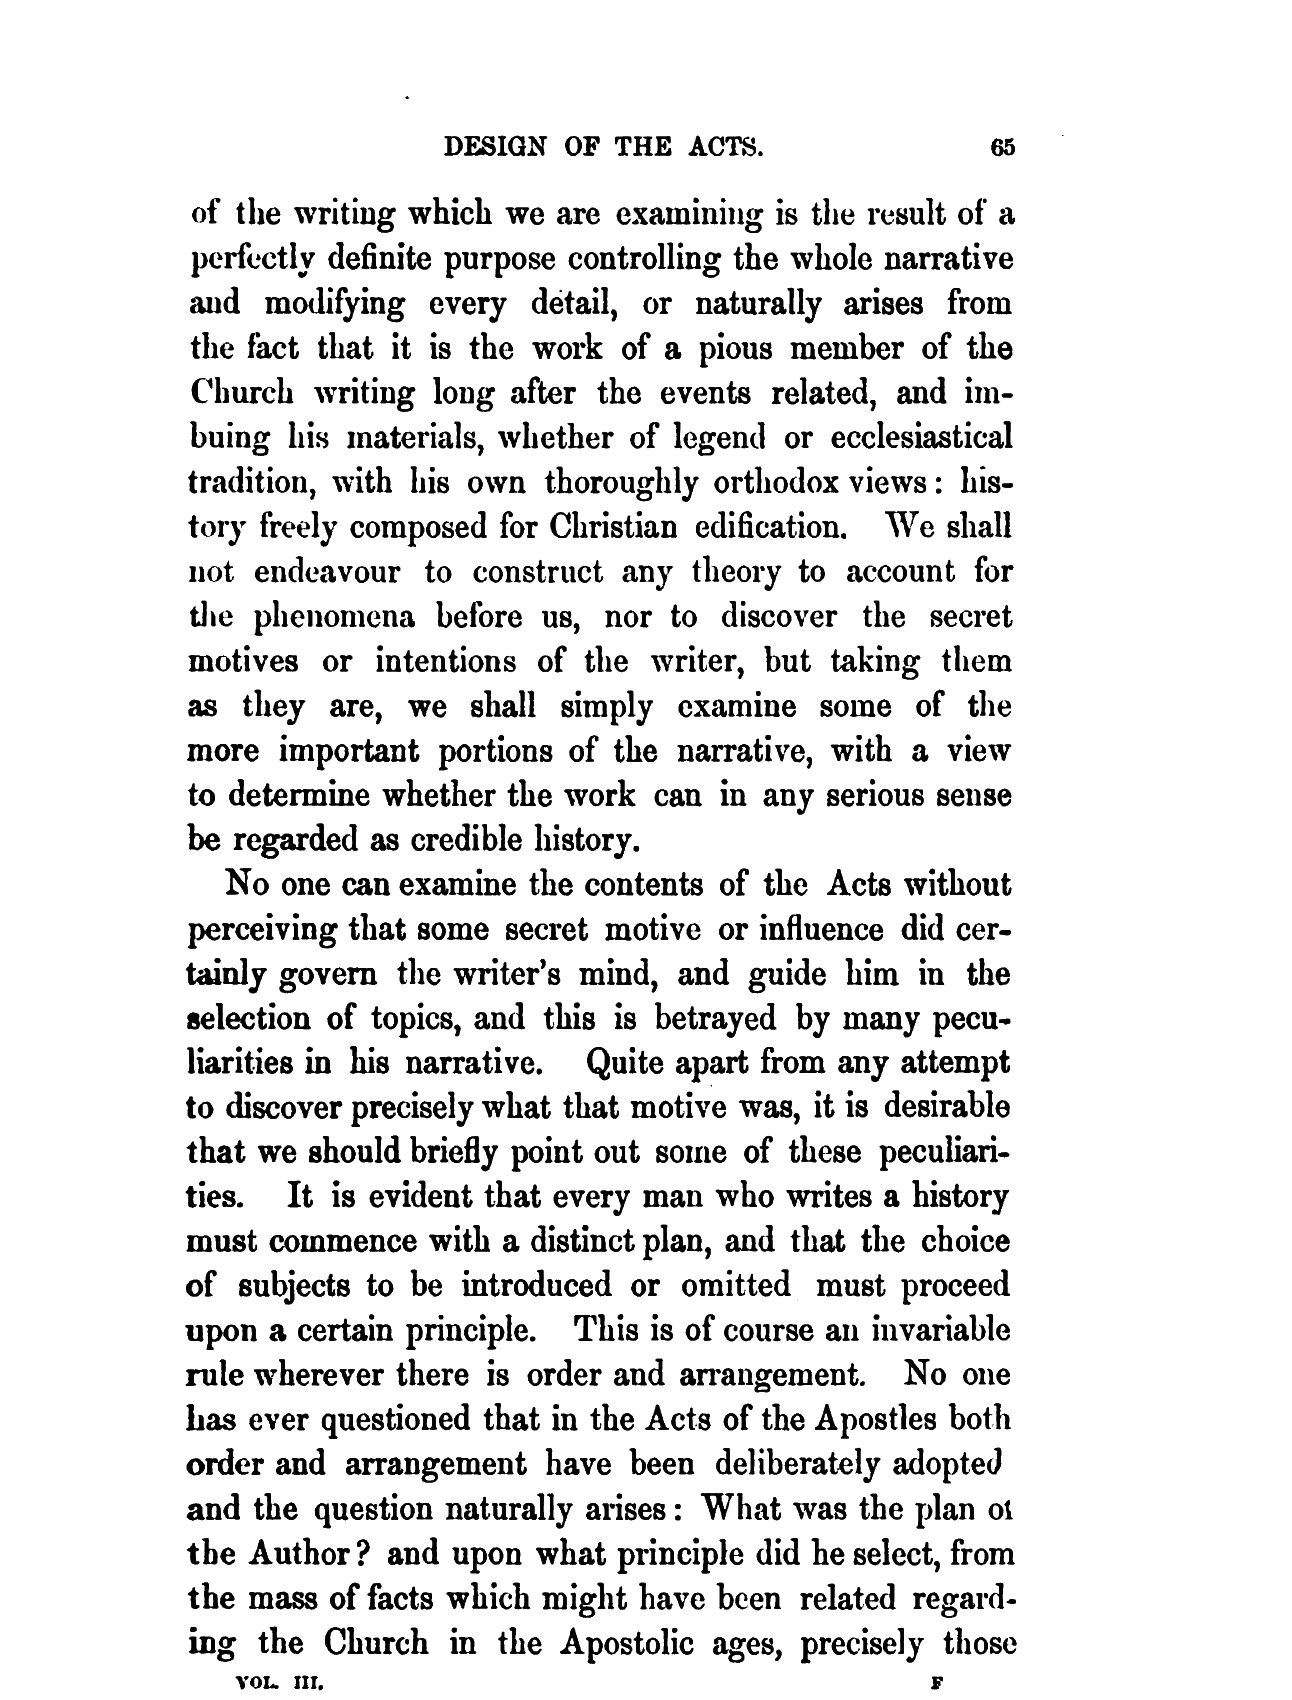 DESIGN OF THE ACTS. 65
of the writing which we are examining is the result of a
perfectly definite purpose controlling the whole narrative
and modifying every detail, or naturally arises from
the fact that it is the work of a pious member of the
Church writing long after the events related, and im-
buing his materials, whether of legend or ecclesiastical
tradition, with his own thoroughly orthodox views: his-
tory freely composed for Christian edification. We shall
not endeavour to construct any theory to account for
the phenomena before us, nor to discover the secret
motives or intentions of the writer, but taking them
as they are, we shall simply examine some of the
more important portions of the narrative, with a view
to determine whether the work can in any serious sense
be regarded as credible history.
No one can examine the contents of the Acts without
perceiving that some secret motive or influence did cer-
tainly govern the writer's mind, and guide him in the
selection of topics, and this is betrayed by many pecu-
liarities in his narrative. Quite apart from any attempt
to discover precisely what that motive was, it is desirable
that we should briefly point out some of these peculiari-
ties. It is evident that every man who writes a history
must commence with a distinct plan, and that the choice
of subjects to be introduced or omitted must proceed
upon a certain principle. This is of course an invariable
rule wherever there is order and arrangement. No one
has ever questioned that in the Acts of the Apostles both
order and arrangement have been deliberately adopted
and the question naturally arises: What was the plan of
the Author? and upon what principle did he select, from
the mass of facts which might have been related regard-
ing the Church in the Apostolic ages, precisely those
VOL. III. F